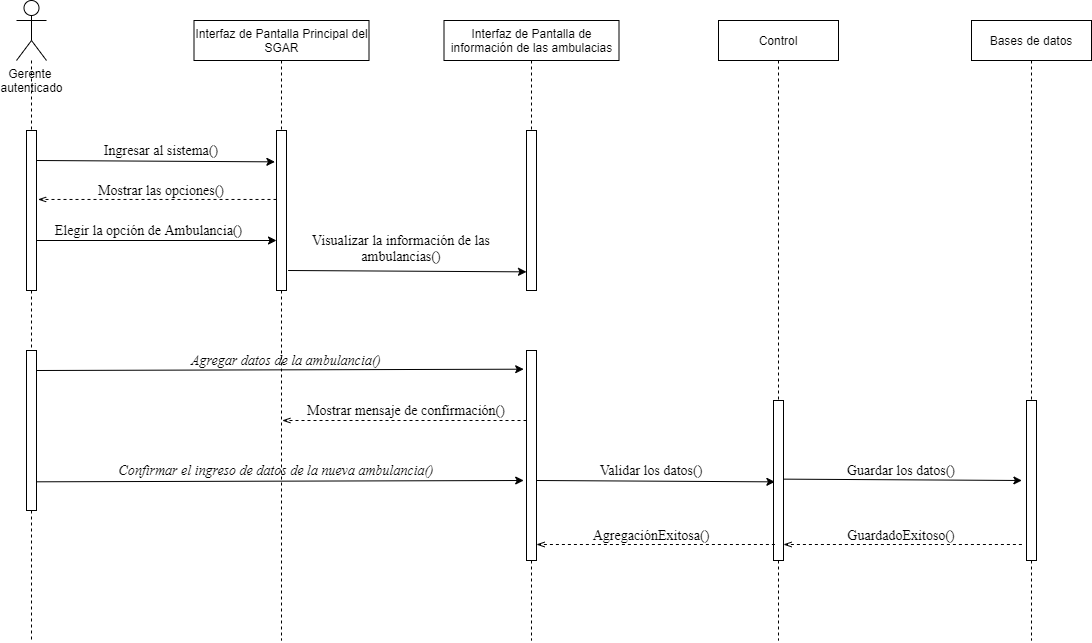 Gerente
autenticado
Interfaz de Pantalla Principal del
SGAR
Interfaz de Pantalla de
información de las ambulacias
Control
Bases de datos
Ingresar al sistema()
Mostrar las opciones()
Elegir la opción de Ambulancia()
Visualizar la información de las
ambulancias()
Agregar datos de la ambulancia()
Mostrar mensaje de confirmación()
Confirmar el ingreso de datos de la nueva ambulancia()
Validar los datos()
Guardar los datos()
AgregaciónExitosa()
GuardadoExitoso()